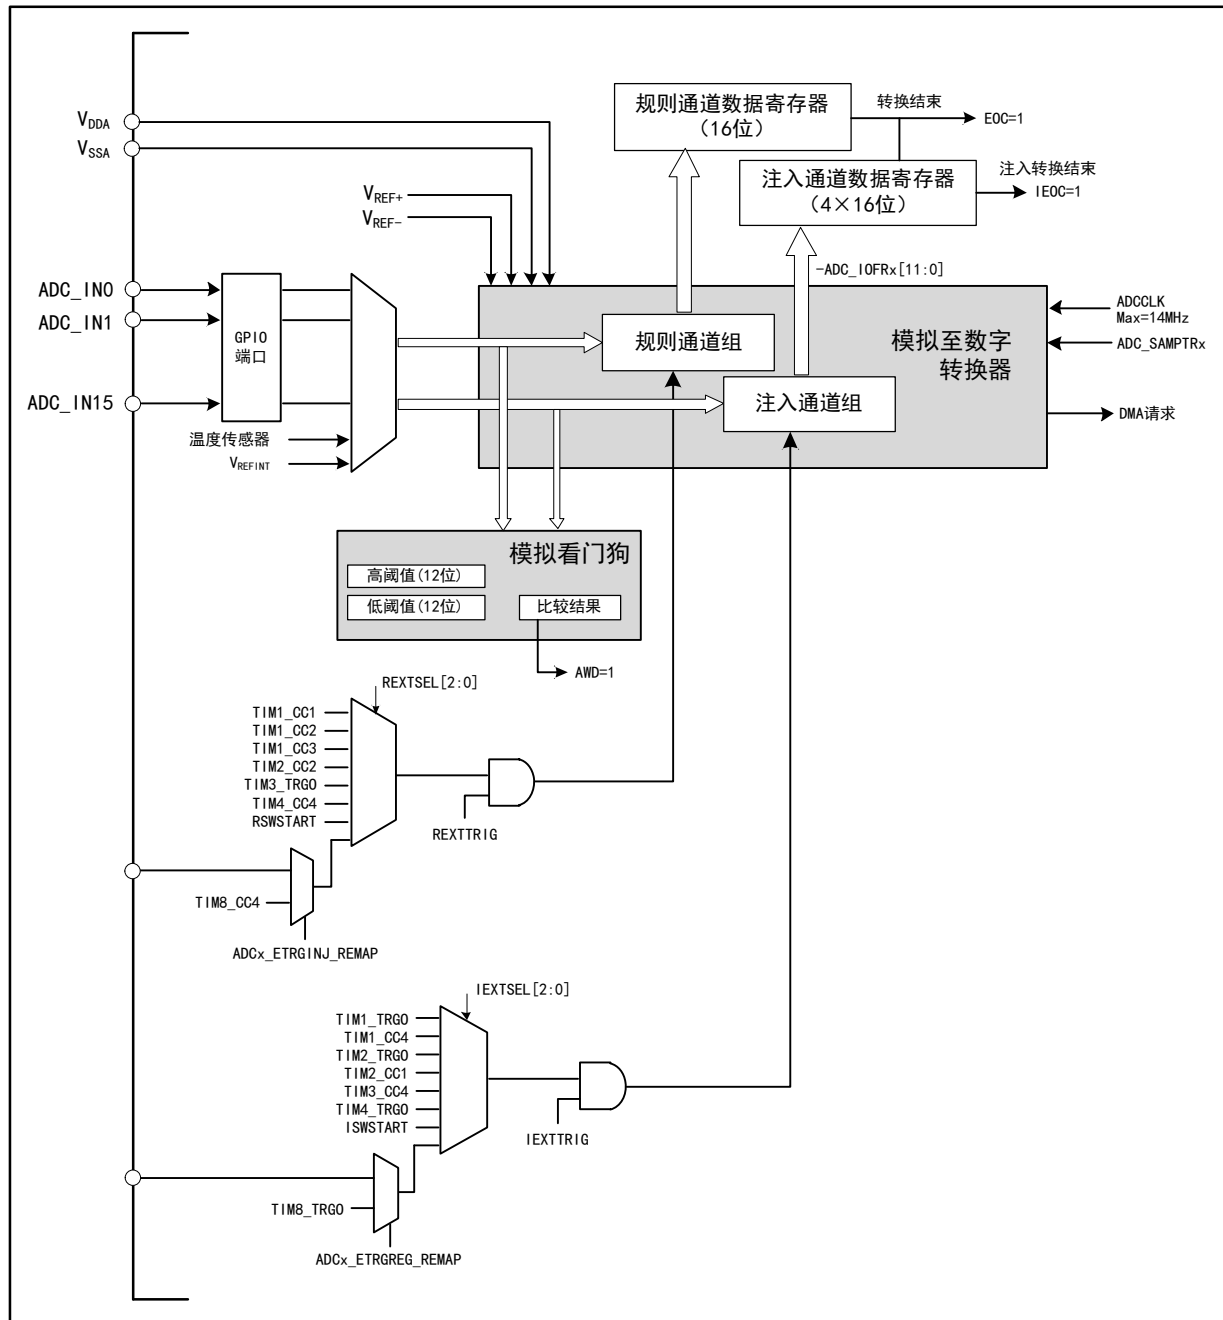 规则通道数据寄存器
（16位）
转换结束
EOC=1
注入通道数据寄存器
（4×16位）
注入转换结束
IEOC=1
VDDA
VSSA
VREF+
VREF-
-ADC_IOFRx[11:0]
ADC_IN0
ADC_IN1
ADC_IN15
GPIO
端口
温度传感器
VREFINT
规则通道组
注入通道组
模拟至数字
转换器
ADCCLK
Max=14MHz
ADC_SAMPTRx
DMA请求
模拟看门狗
高阈值(12位)
低阈值(12位)
比较结果
AWD=1
REXTSEL[2:0]
TIM1_CC1
TIM1_CC2
TIM1_CC3
TIM2_CC2
TIM3_TRGO
TIM4_CC4
RSWSTART
REXTTRIG
TIM8_CC4
ADCx_ETRGINJ_REMAP
IEXTSEL[2:0]
TIM1_TRGO
TIM1_CC4
TIM2_TRGO
TIM2_CC1
TIM3_CC4
TIM4_TRGO
ISWSTART
IEXTTRIG
TIM8_TRGO
ADCx_ETRGREG_REMAP